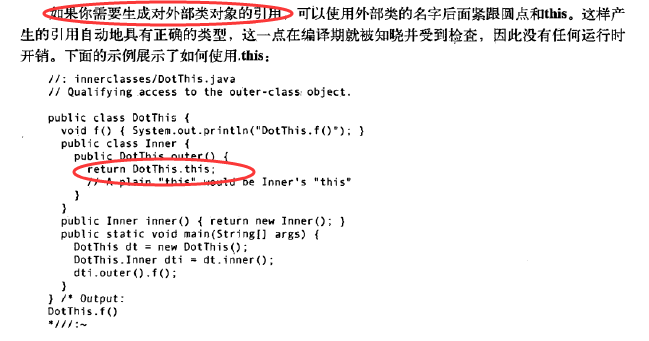 如果你需要生成对外部类对象的引用，可以使用外部类的名字后面紧跟圆点和this。这样产
生的引用自动地具有正确的类型，这一点在编译期就被知晓并受到检查，因此没有任何运行时
开销。下面的示例展示了如何使用.this：
//: innerclasses/DotThis.java
// Qualifying access to the outer-class object.
public class DotThis {
void f() { System.out.println("DotThis.f()"); }
public class Inner {
public DotThis outer() {
return DotThis.this;
// A plain "this" would be Inner's "this"
}
}
public Inner inner() { return new Inner(); }
public static void main(String[] args) {
DotThis dt = new DotThis();
DotThis.Inner dti = dt.inner();
dti.outer().f();
}
} /* Output:
DotThis.f()
*///:~